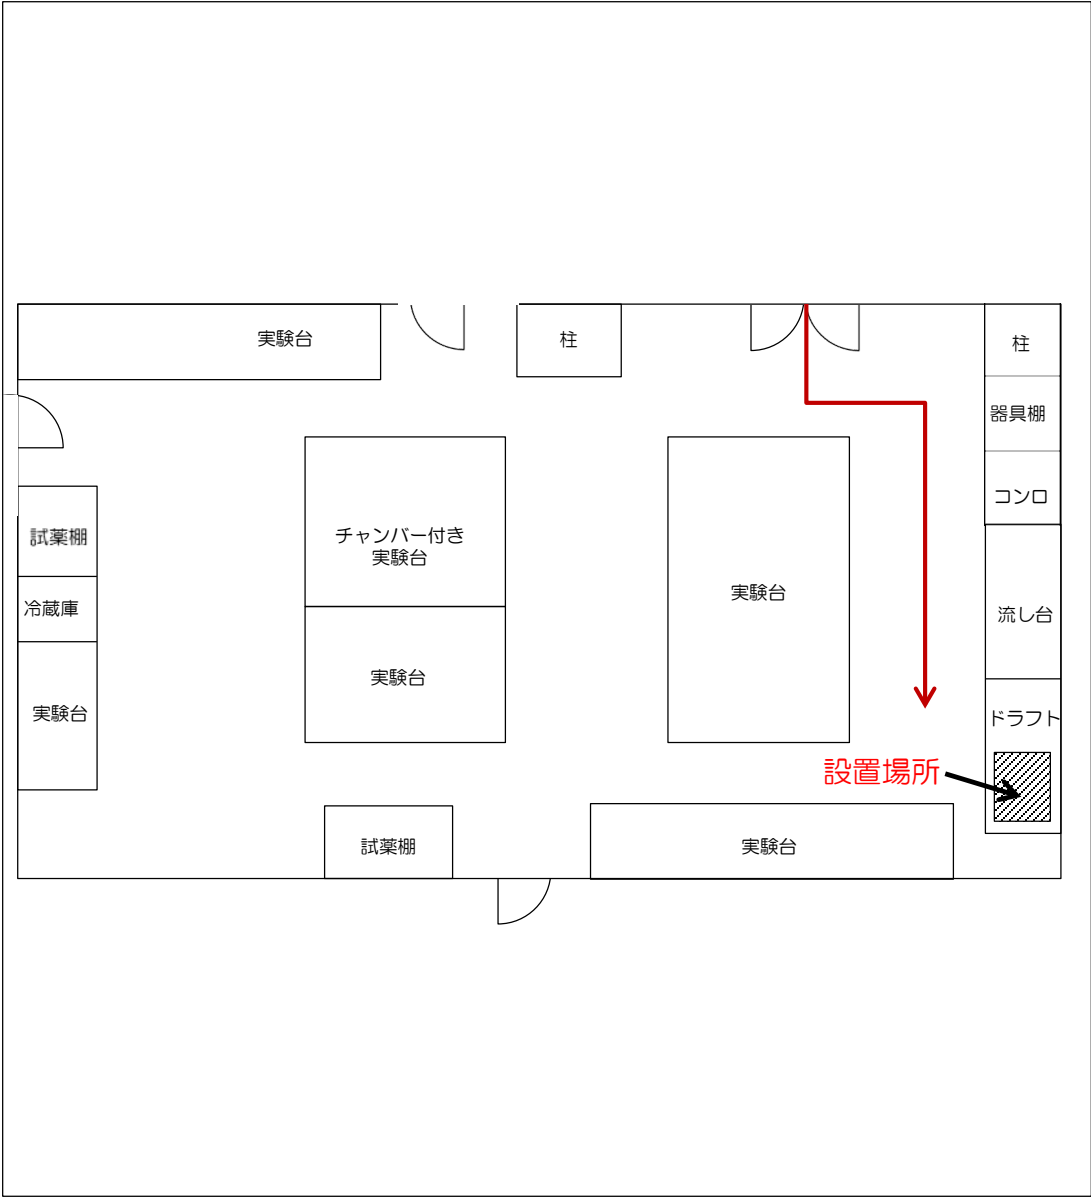 実験台
柱
柱
器具棚
コンロ
試薬棚
チャンバー付き
実験台
実験台
冷蔵庫
流し台
実験台
実験台
ドラフト
設置場所
試薬棚
実験台